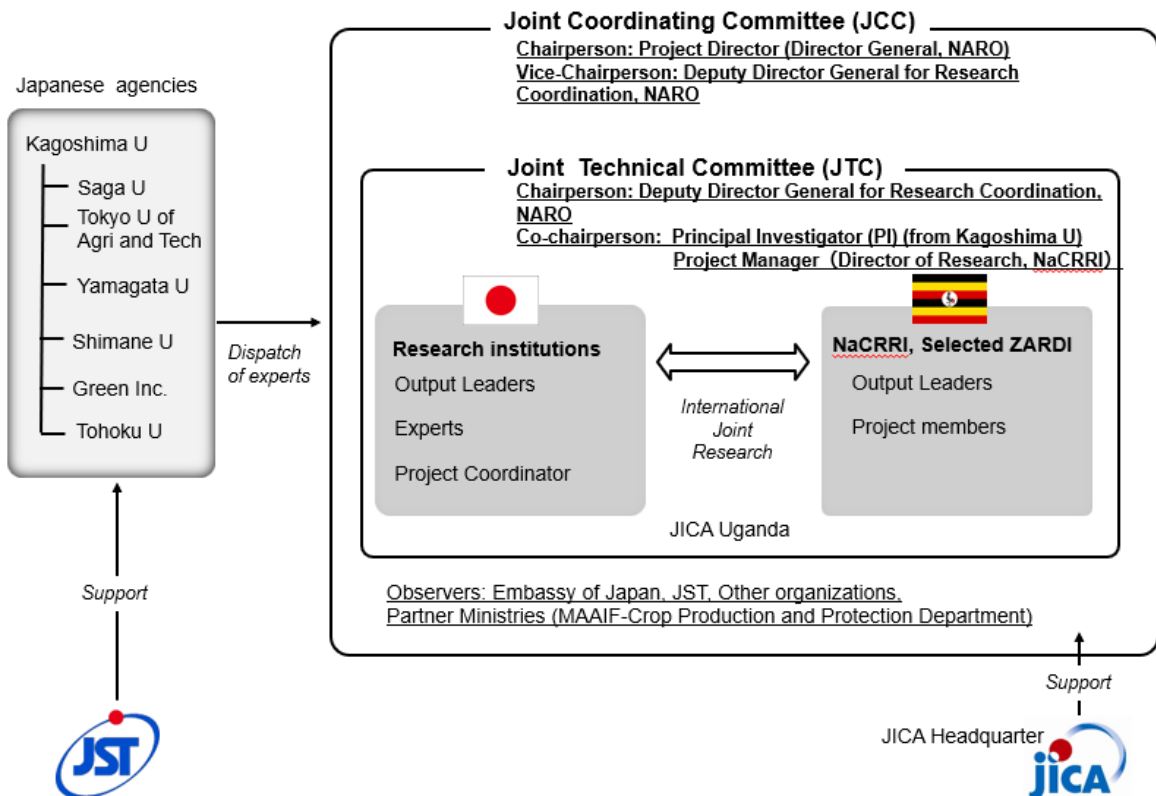 Joint Coordinating Committee (JCC)
Chairperson: Project Director (Director General, NARO)
Vice-Chairperson: Deputy Director General for Research
Coordination, NARO
Japanese agencies
Kagoshima U
Saga U
Tokyo U of
Agri and Tech
Yamagata U
Shimane U
Green Inc.
Tohoku U
Dispatch
of experts
Joint Technical Committee (JTC)
Chairperson: Deputy Director General for Research Coordination,
NARO
Co-chairperson: Principal Investigator (PI) (from Kagoshima U)
Project Manager (Director of Research, NaCRRI)
Research institutions
Output Leaders
Experts
Project Coordinator
International
Joint
Research
NaCRRI, Selected ZARDI
Output Leaders
Project members
JICA Uganda
Observers: Embassy of Japan, JST, Other organizations,
Partner Ministries (MAAIF-Crop Production and Protection Department)
Support
JST
Support
JICA Headquarter
jICA